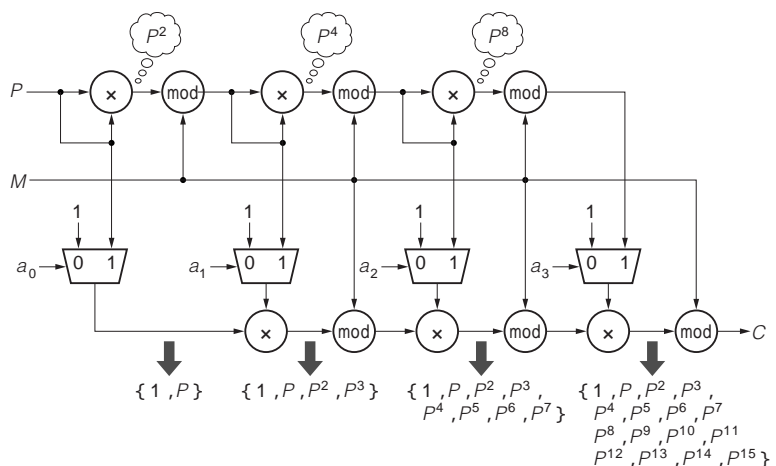 P² P⁴ P⁸
P × mod × mod × mod
M
1 1 1 1
a₀ 0 1 a₁ 0 1 a₂ 0 1 a₃ 0 1
× mod × mod × mod C
{ 1 , P } { 1 , P , P² , P³ } { 1 , P , P² , P³ , { 1 , P , P² , P³ ,
P⁴ , P⁵ , P⁶ , P⁷ } P⁴ , P⁵ , P⁶ , P⁷
P⁸ , P⁹ , P¹⁰ , P¹¹
P¹² , P¹³ , P¹⁴ , P¹⁵ }